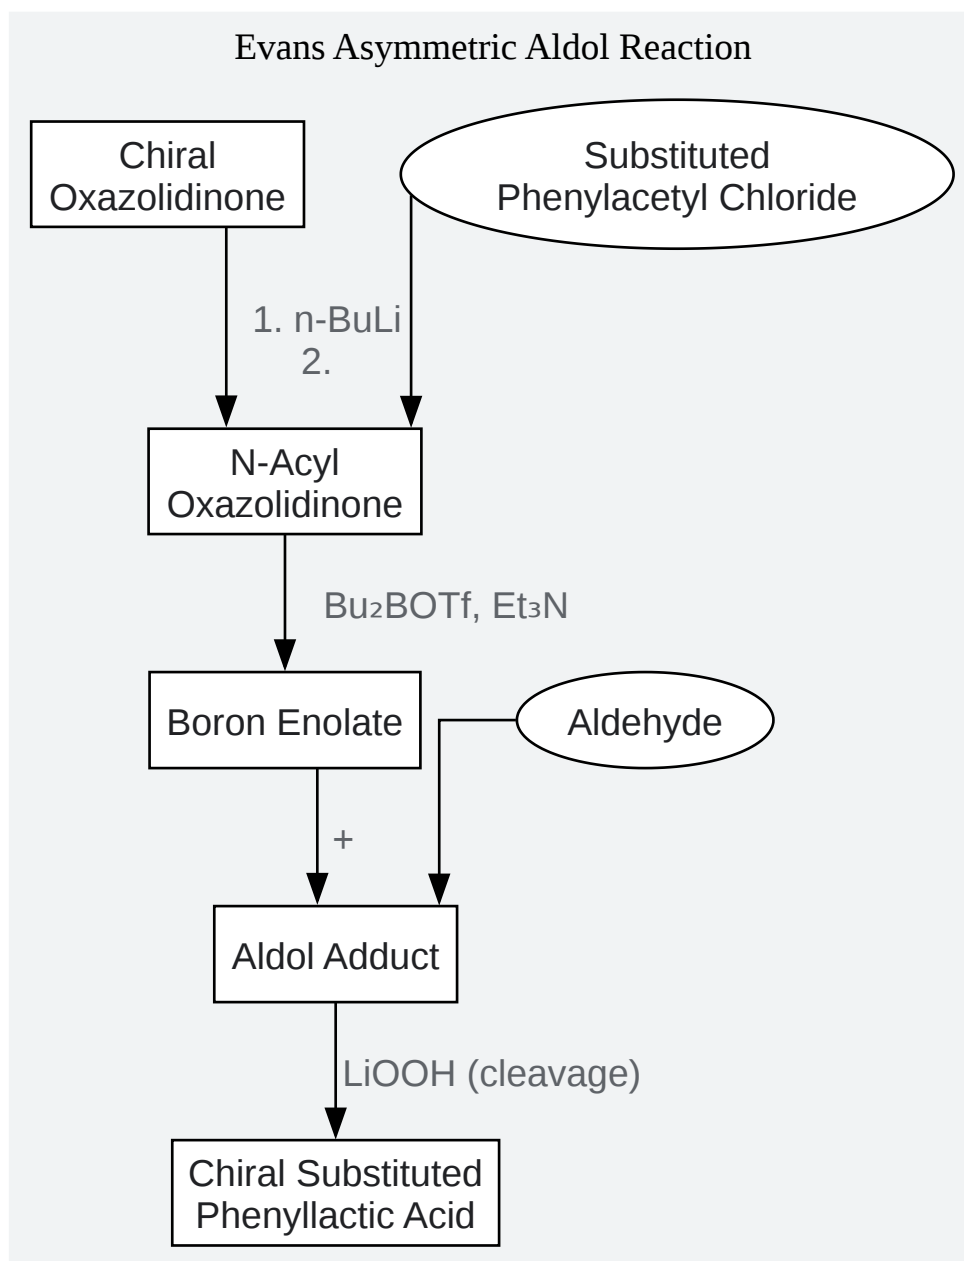 Evans Asymmetric Aldol Reaction
Chiral
Oxazolidinone
Substituted
Phenylacetyl Chloride
1. n-BuLi
2.
N-Acyl
Oxazolidinone
Bu₂BOTf, Et₃N
Boron Enolate
Aldehyde
+
Aldol Adduct
LiOOH (cleavage)
Chiral Substituted
Phenyllactic Acid